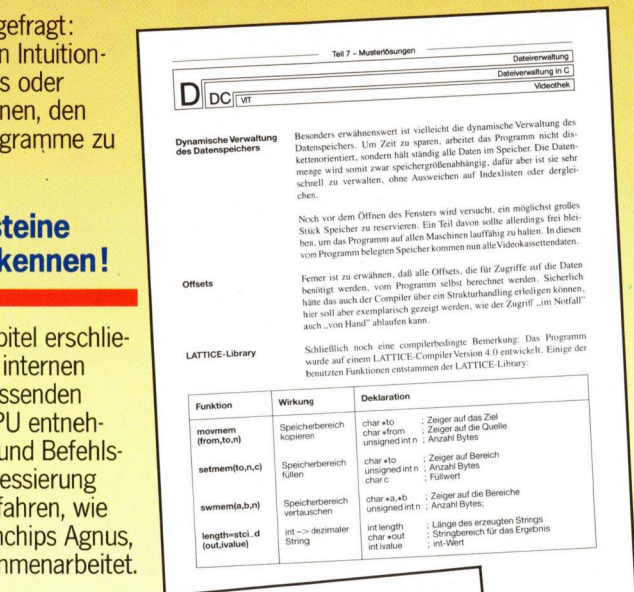 gefragt:
n Intuition-
s oder
nen, den
gramme zu
steine
kennen!
pitel erschlie-
internen
ssenden
PU entneh-
und Befehls-
essierung
fahren, wie
nchips Agnus,
mmenarbeitet.
Teil 7 – Musterlösungen
Dateiverwaltung
Dateiverwaltung in C
Videothek
D DC VIT
Dynamische Verwaltung
des Datenspeichers
Besonders erwähnenswert ist vielleicht die dynamische Verwaltung des
Datenspeichers. Um Zeit zu sparen, arbeitet das Programm nicht dis-
kettenorientiert, sondern hält ständig alle Daten im Speicher. Die Daten-
menge wird somit zwar speichergrößenabhängig, dafür aber ist sie sehr
schnell zu verwalten, ohne Ausweichen auf Indexlisten oder derglei-
chen.
Noch vor dem Öffnen des Fensters wird versucht, ein möglichst großes
Stück Speicher zu reservieren. Ein Teil davon sollte allerdings frei blei-
ben, um das Programm auf allen Maschinen lauffähig zu halten. In diesen
vom Programm belegten Speicher kommen nun alle Videokassettendaten.
Offsets
Ferner ist zu erwähnen, daß alle Offsets, die für Zugriffe auf die Daten
benötigt werden, vom Programm selbst berechnet werden. Sicherlich
hätte das auch der Compiler über ein Strukturhandling erledigen können,
hier soll aber exemplarisch gezeigt werden, wie der Zugriff „im Notfall"
auch „von Hand" ablaufen kann.
LATTICE-Library
Schließlich noch eine compilerbedingte Bemerkung: Das Programm
wurde auf einem LATTICE-Compiler Version 4.0 entwickelt. Einige der
benutzten Funktionen entstammen der LATTICE-Library:
Funktion Wirkung Deklaration
movmem Speicherbereich char *to ; Zeiger auf das Ziel
(from,to,n) kopieren char *from ; Zeiger auf die Quelle
unsigned int n ; Anzahl Bytes
setmem(to,n,c) Speicherbereich char *to ; Zeiger auf Bereich
füllen unsigned int n ; Anzahl Bytes
char c ; Füllwert
swmem(a,b,n) Speicherbereich char *a,*b ; Zeiger auf die Bereiche
vertauschen unsigned int n ; Anzahl Bytes;
length=stci_d int —> dezimaler int length ; Länge des erzeugten Strings
(out,ivalue) String char *out ; Stringbereich für das Ergebnis
int ivalue ; int-Wert